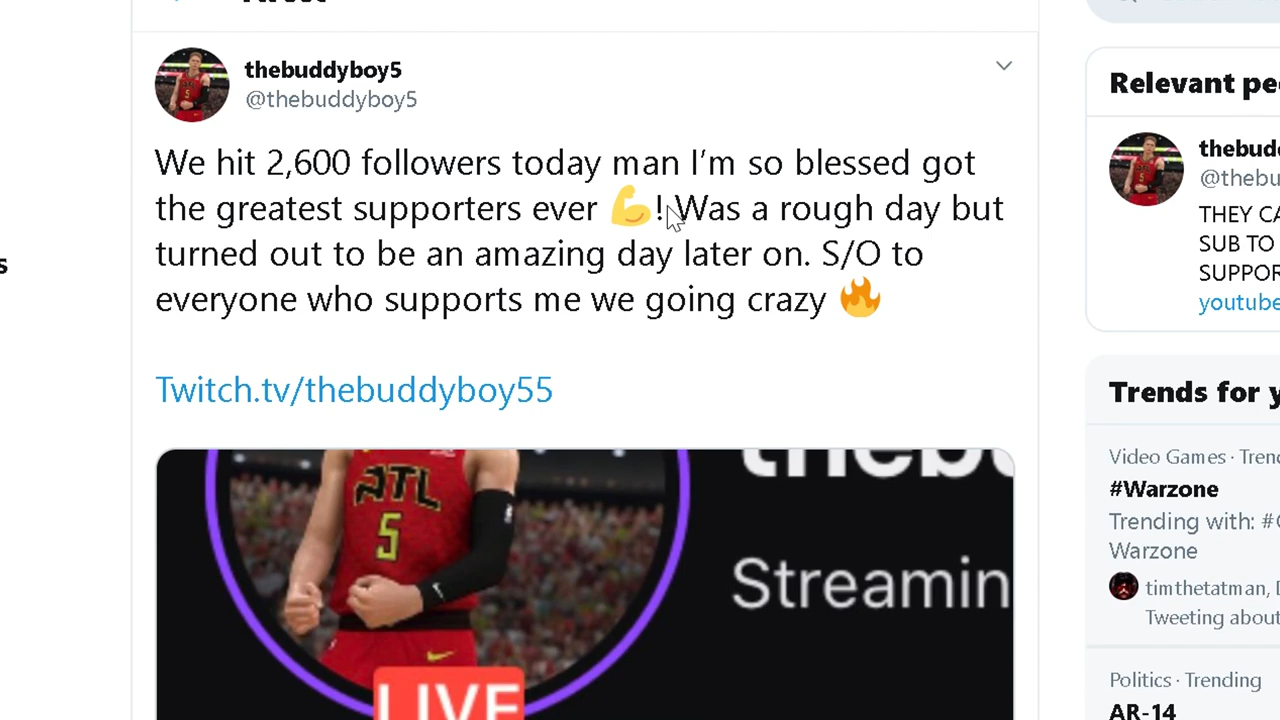 thebuddyboy5
@thebuddyboy5
We hit 2,600 followers today man I’m so blessed got
the greatest supporters ever 💪! Was a rough day but
turned out to be an amazing day later on. S/O to
everyone who supports me we going crazy 🔥
Twitch.tv/thebuddyboy55
ATL
5
Streamin
LIVE
Relevant pe
thebud
@thebu
THEY CA
SUB TO
SUPPOR
youtube
Trends for y
Video Games · Tren
#Warzone
Trending with: #
Warzone
timthetatman,
Tweeting about
Politics · Trending
AR-14